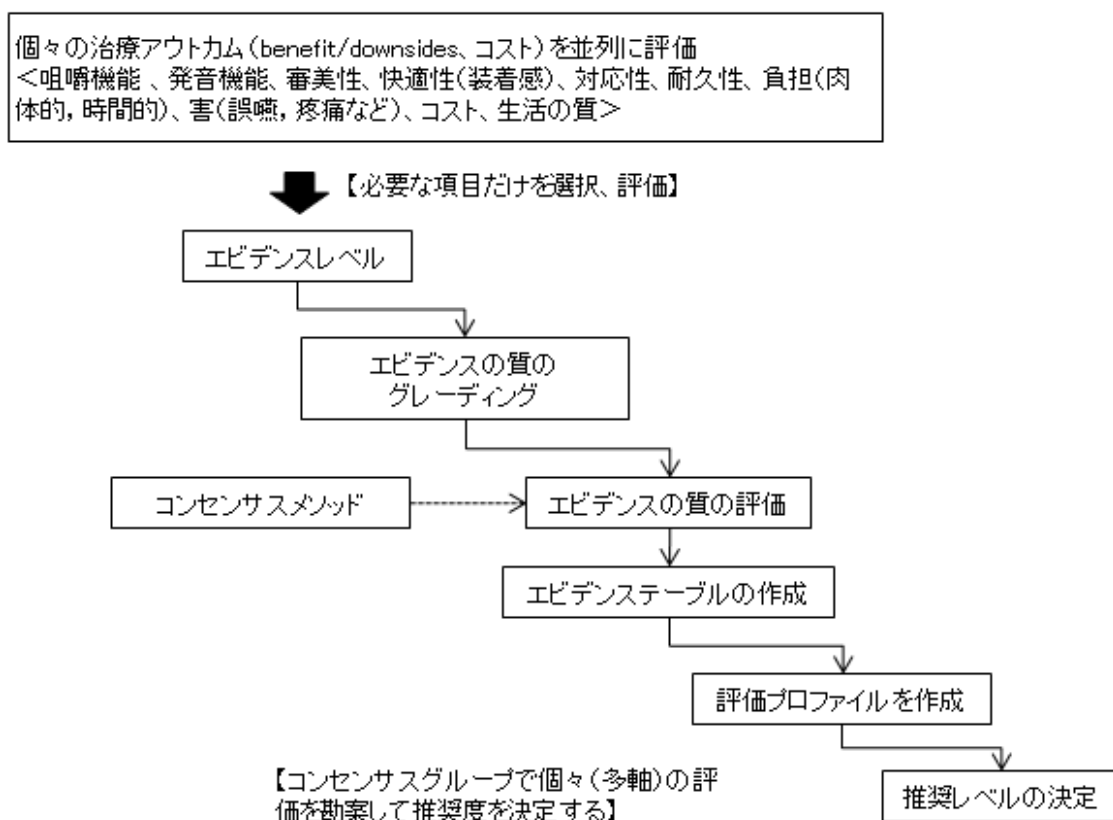 個々の治療アウトカム(benefit/downsides、コスト)を並列に評価
<咀嚼機能 、発音機能、審美性、快適性(装着感)、対応性、耐久性、負担(肉
体的,時間的)、害(誤嚥,疼痛など)、コスト、生活の質>
【必要な項目だけを選択、評価】
エビデンスレベル
エビデンスの質の
グレーディング
コンセンサスメソッド
エビデンスの質の評価
エビデンステーブルの作成
評価プロファイルを作成
【コンセンサスグループで個々(多軸)の評
価を勘案して推奨度を決定する】
推奨レベルの決定